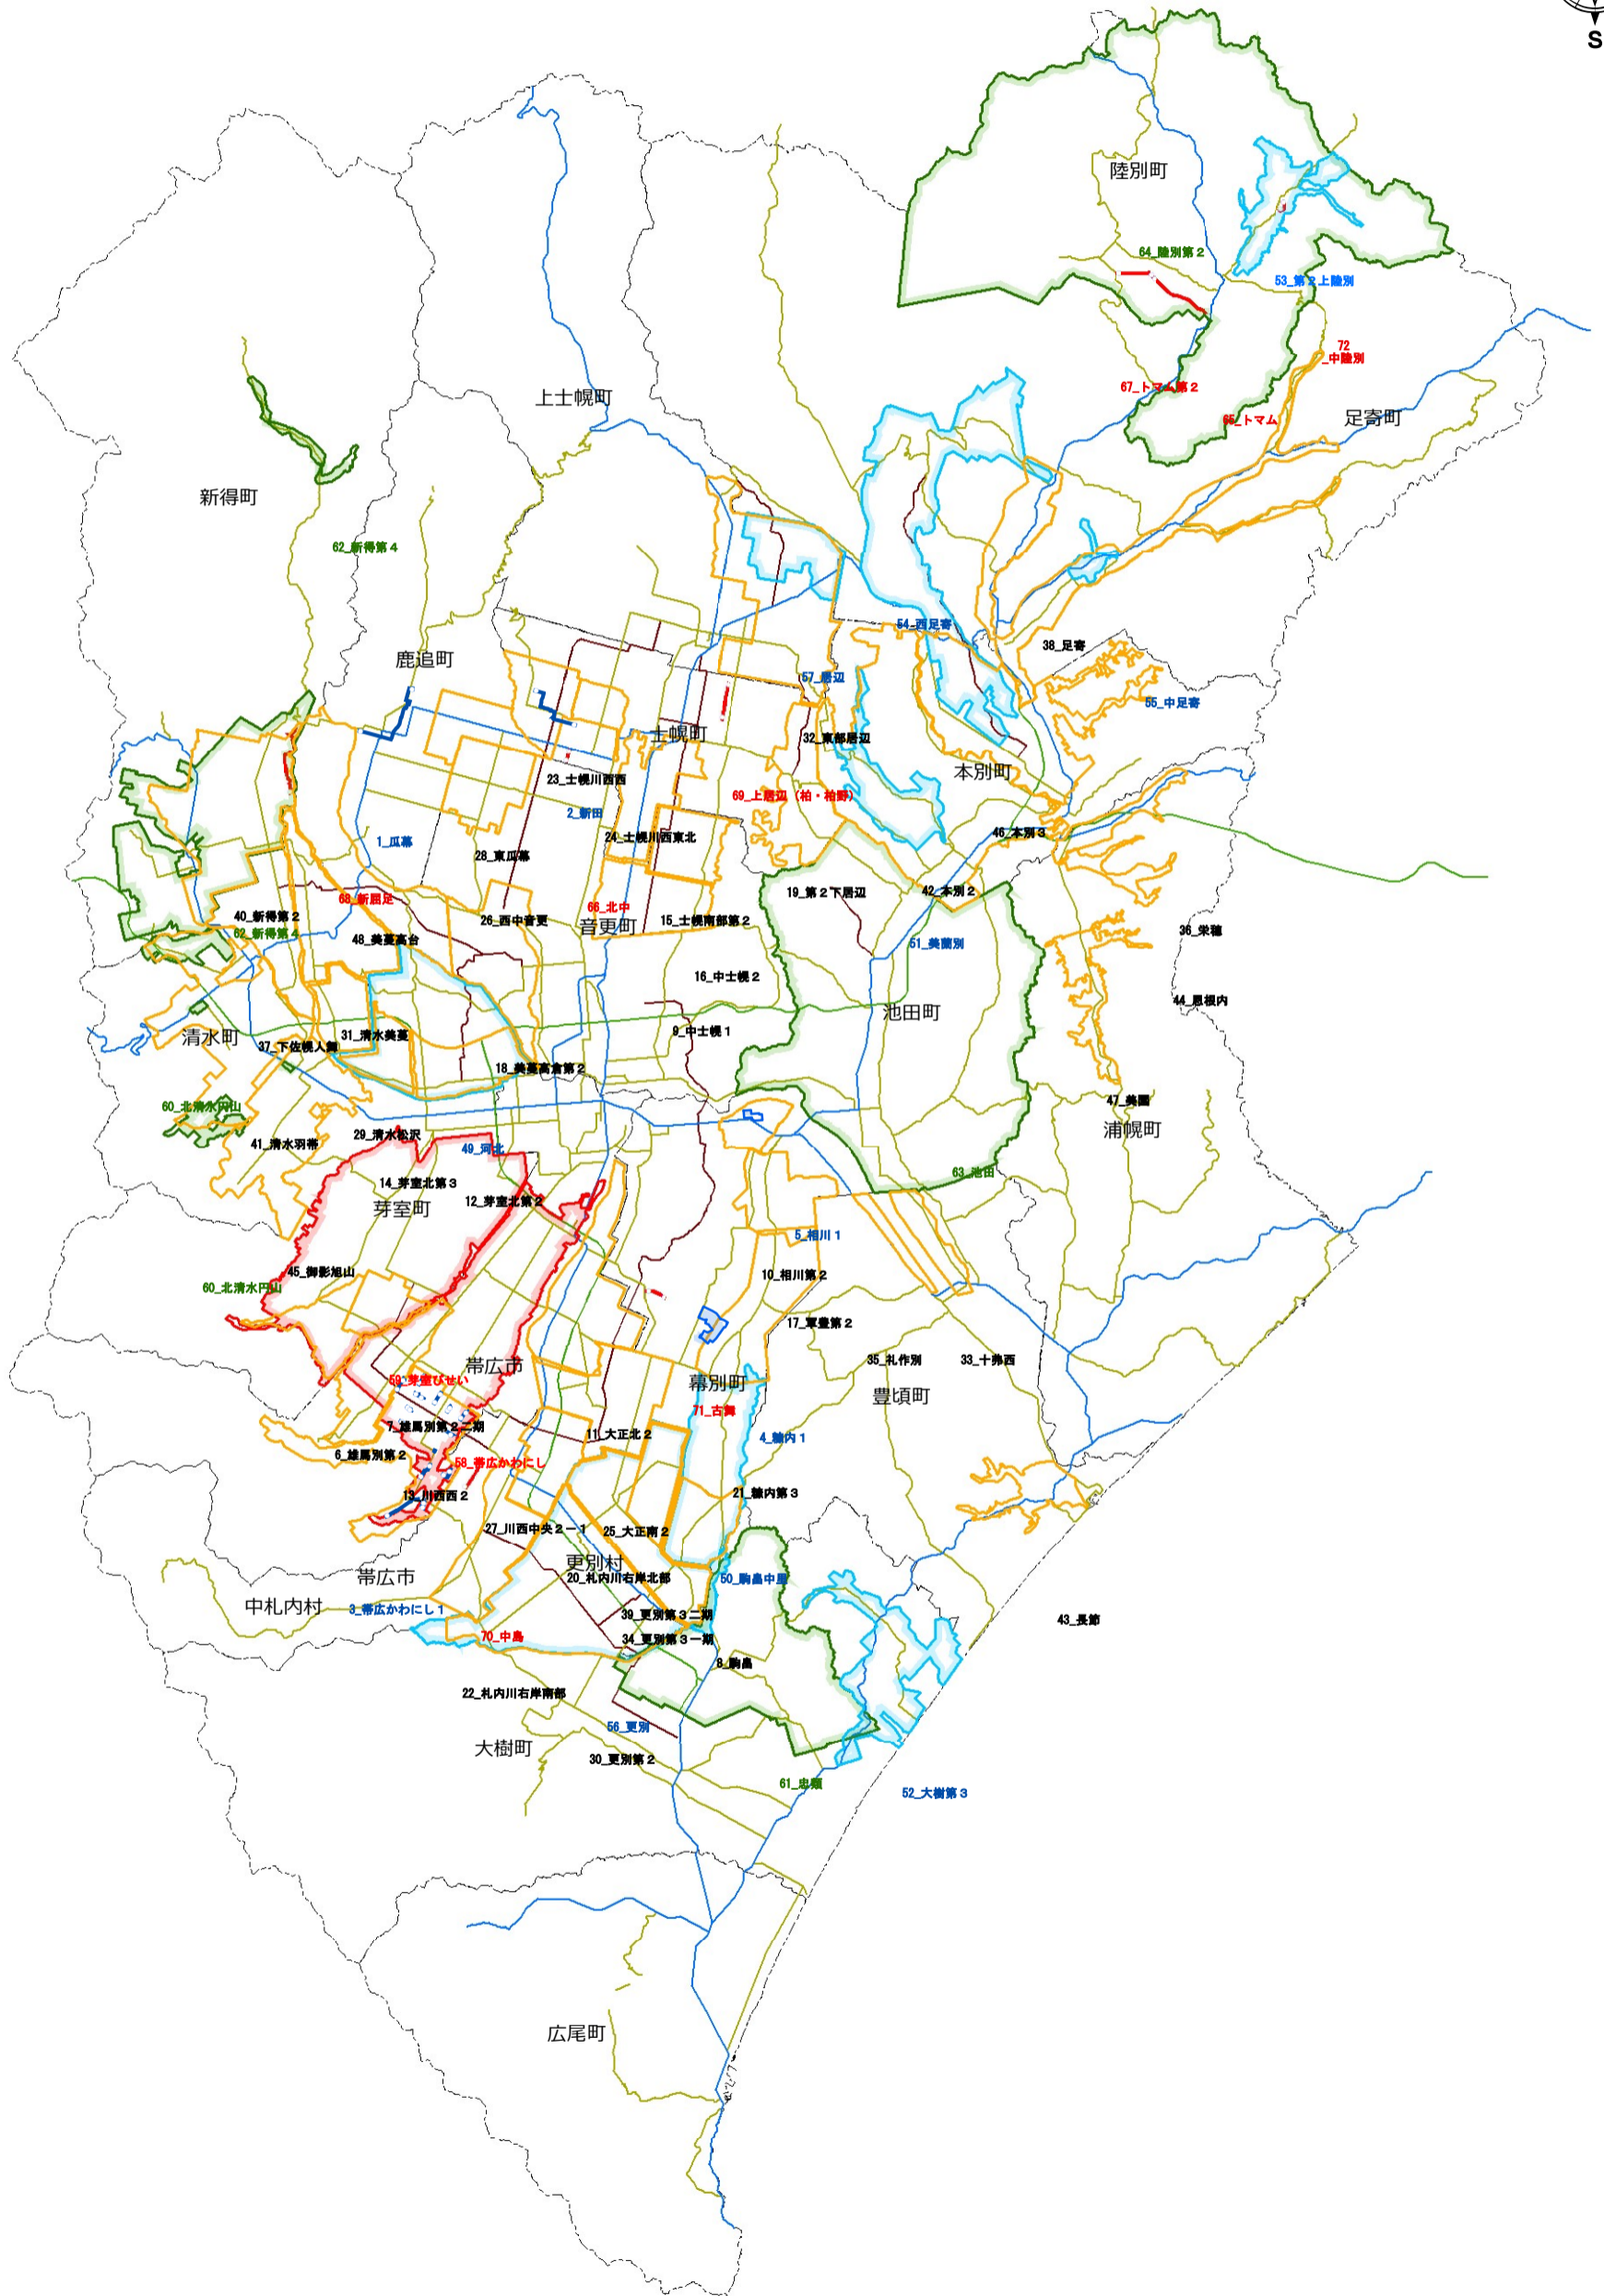 S
陸別町
64_陸別第２
53_第２上陸別
72
_中陸別
67_トマム第２
65_トマム
足寄町
上士幌町
新得町
62_新得第４
54_西足寄
38_足寄
鹿追町
57_居辺
55_中足寄
士幌町
32_東部居辺
本別町
23_士幌川西西
69_上居辺（柏・柏野）
2_新田
1_瓜幕
24_士幌川西東北
46_本別３
28_東瓜幕
19_第２下居辺
42_本別２
68_新屈足
66_北中
40_新得第２
26_西中音更
音更町
15_士幌南部第２
36_栄穂
62_新得第４
48_美蔓高台
51_美蘭別
16_中士幌２
44_恩根内
池田町
清水町
31_清水美蔓
9_中士幌１
37_下佐幌人舞
18_美蔓高倉第２
60_北清水円山
47_美園
浦幌町
41_清水羽帯
29_清水松沢
49_河北
63_池田
14_芽室北第３
12_芽室北第２
芽室町
5_相川１
45_御影旭山
10_相川第２
60_北清水円山
17_軍豊第２
帯広市
35_礼作別
33_十弗西
59_芽室びせい
幕別町
豊頃町
71_古舞
7_雄馬別第２二期
11_大正北２
4_糠内１
6_雄馬別第２
58_帯広かわにし
13_川西西２
21_糠内第３
27_川西中央２－１
25_大正南２
更別村
帯広市
20_札内川右岸北部
50_駒畠中里
中札内村
3_帯広かわにし１
39_更別第３二期
43_長節
70_中島
34_更別第３一期
8_駒畠
22_札内川右岸南部
56_更別
大樹町
30_更別第２
61_忠類
52_大樹第３
広尾町